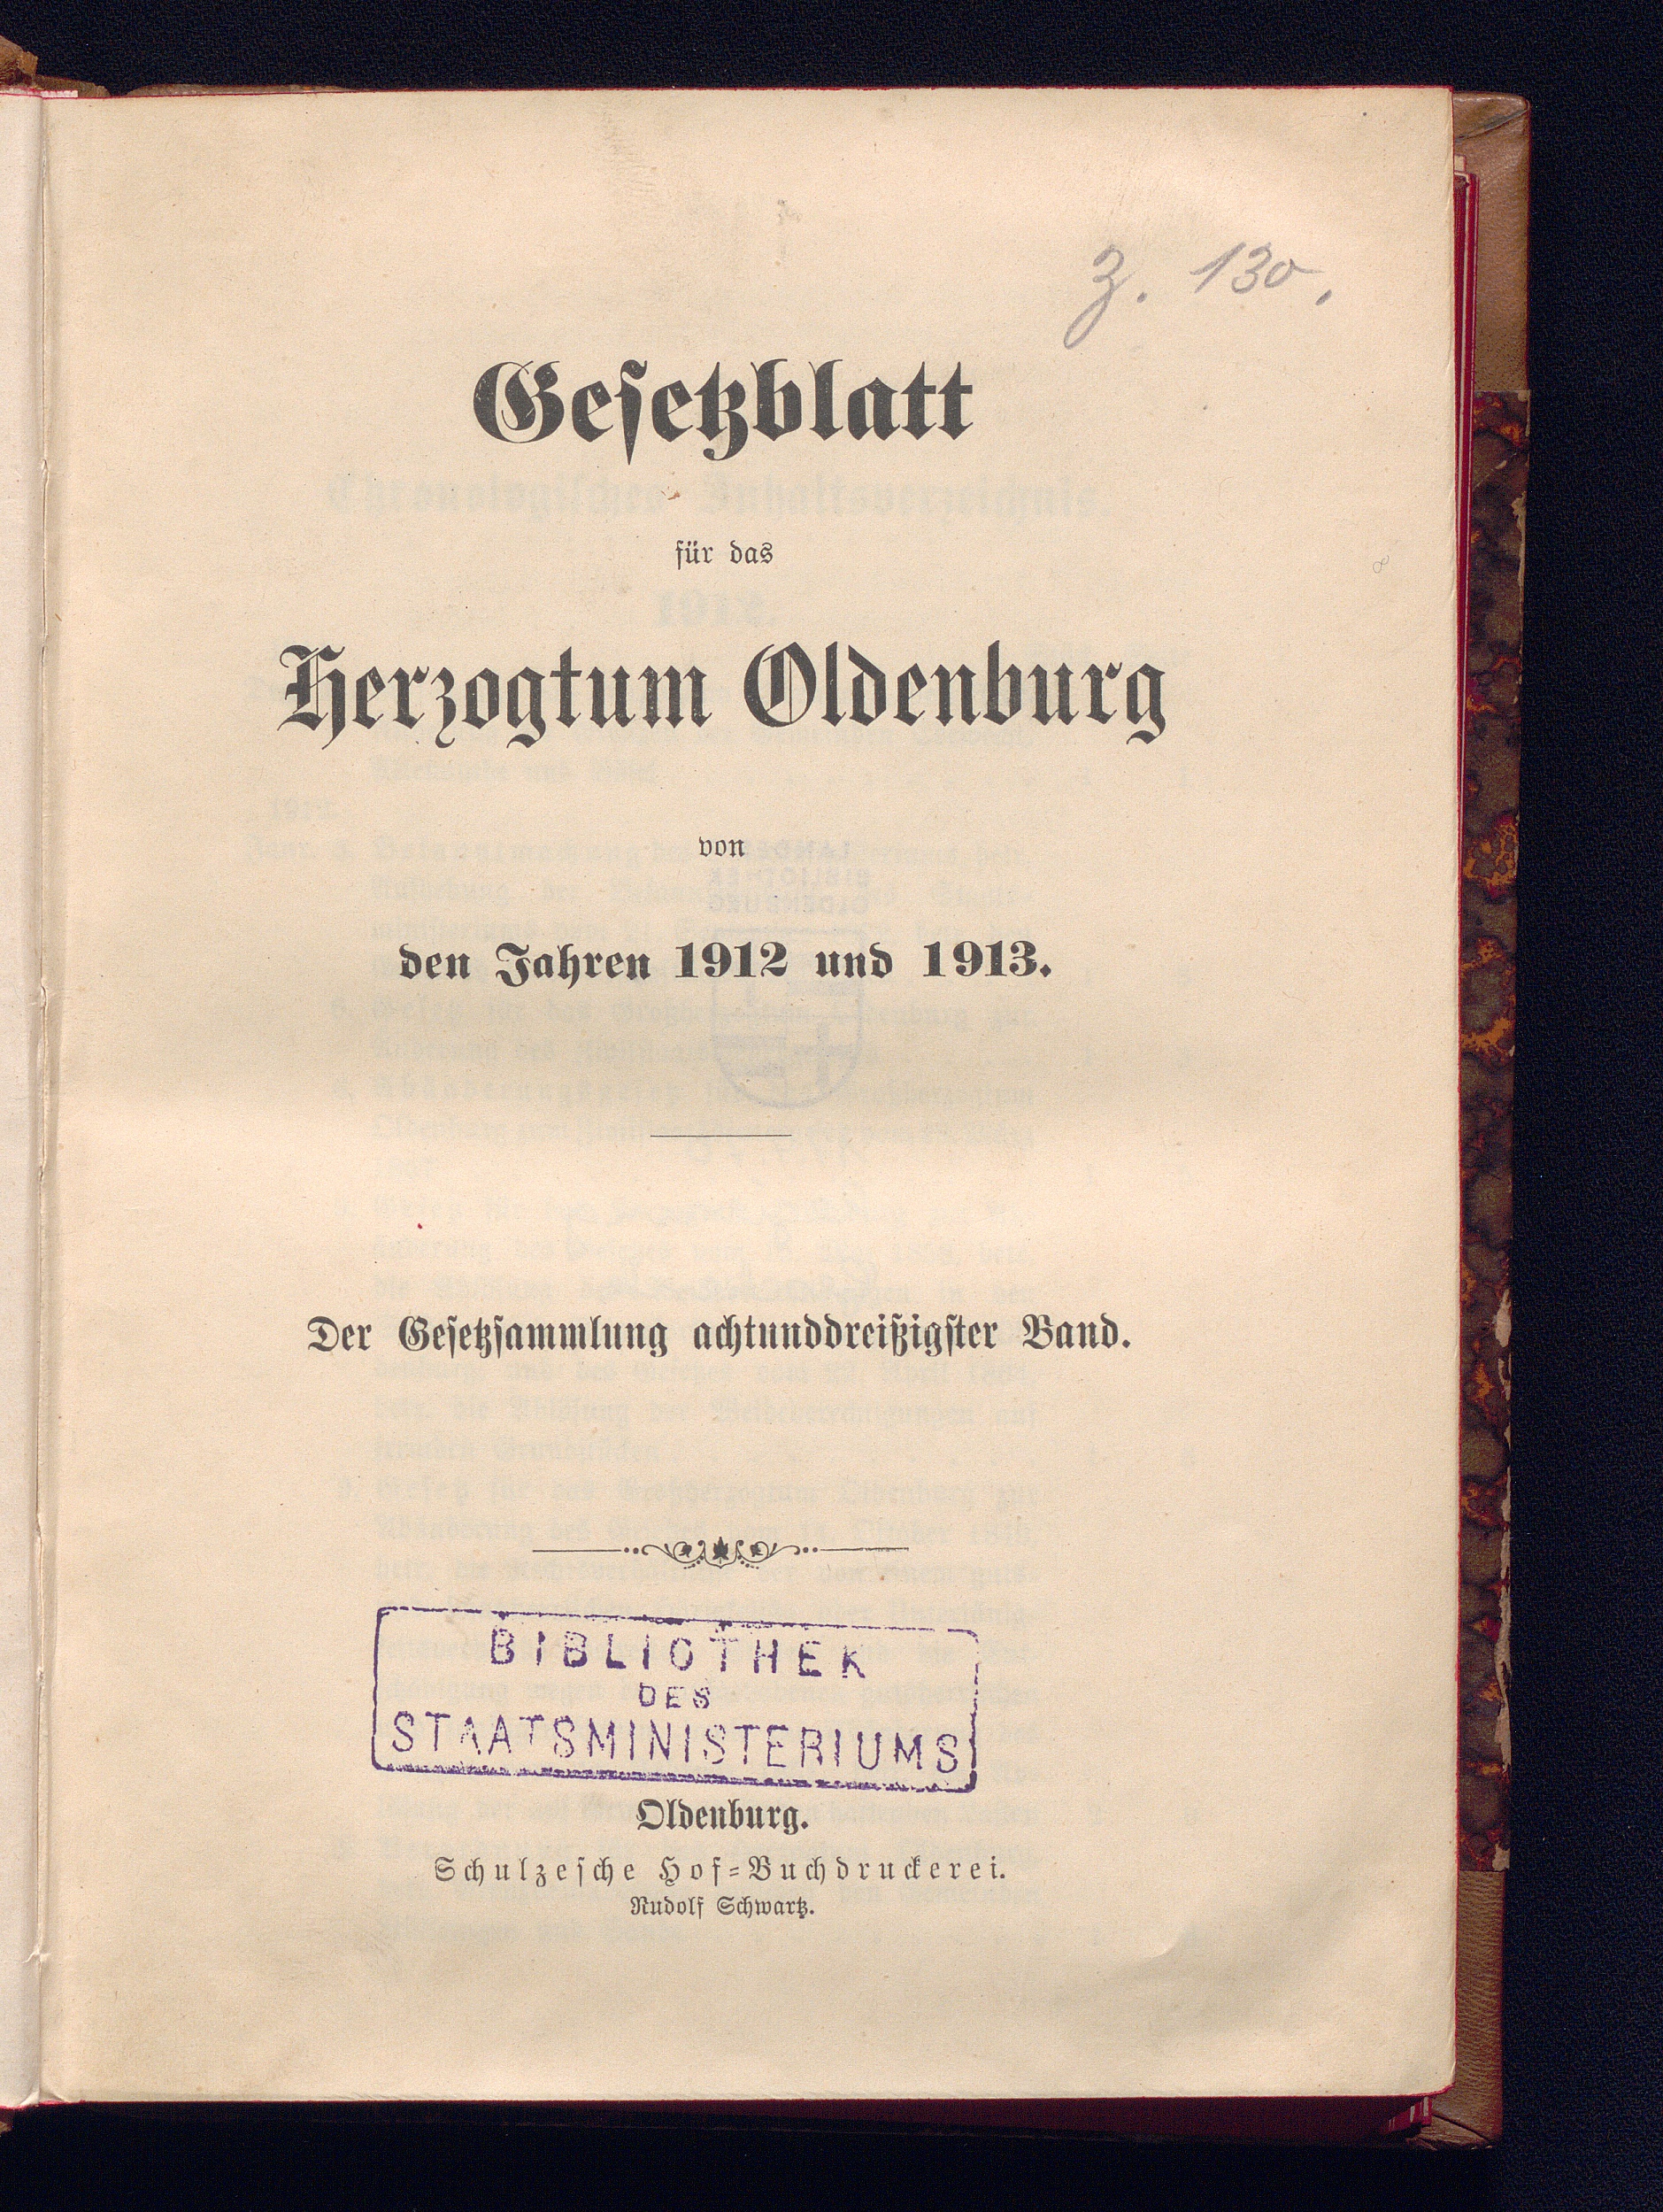 Z. 130.
Gesetzblatt
für das
Herzogtum Oldenburg
von
den Jahren 1912 und 1913.
Der Gesetzsammlung achtunddreißigster Band.
BIBLIOTHEK
DES
STAATSMINISTERIUMS
Oldenburg.
Schulzesche Hof-Buchdruckerei.
Rudolf Schwartz.